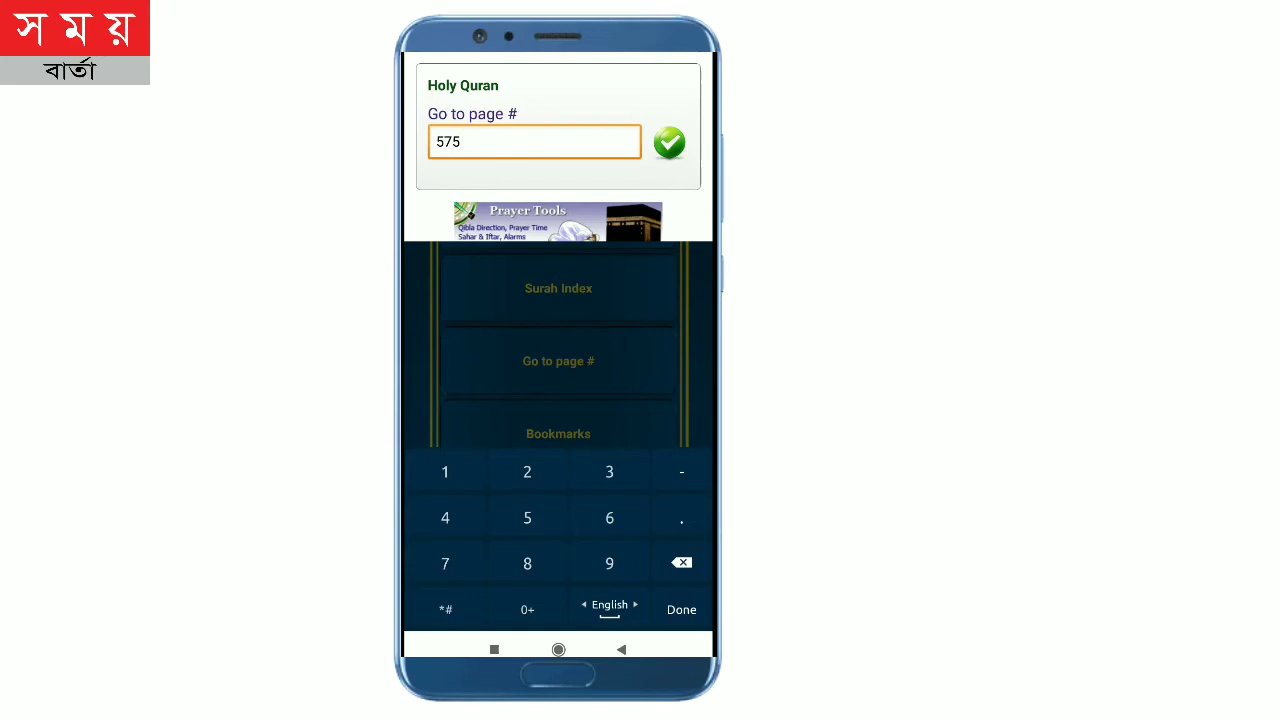 সময়
বার্তা
Holy Quran
Go to page #
575
Prayer Tools
Qibla Direction, Prayer Time
Sahar & Iftar, Alarms
Surah Index
Go to page #
Bookmarks
1 2 3 -
4 5 6 .
7 8 9
*# 0+ English Done